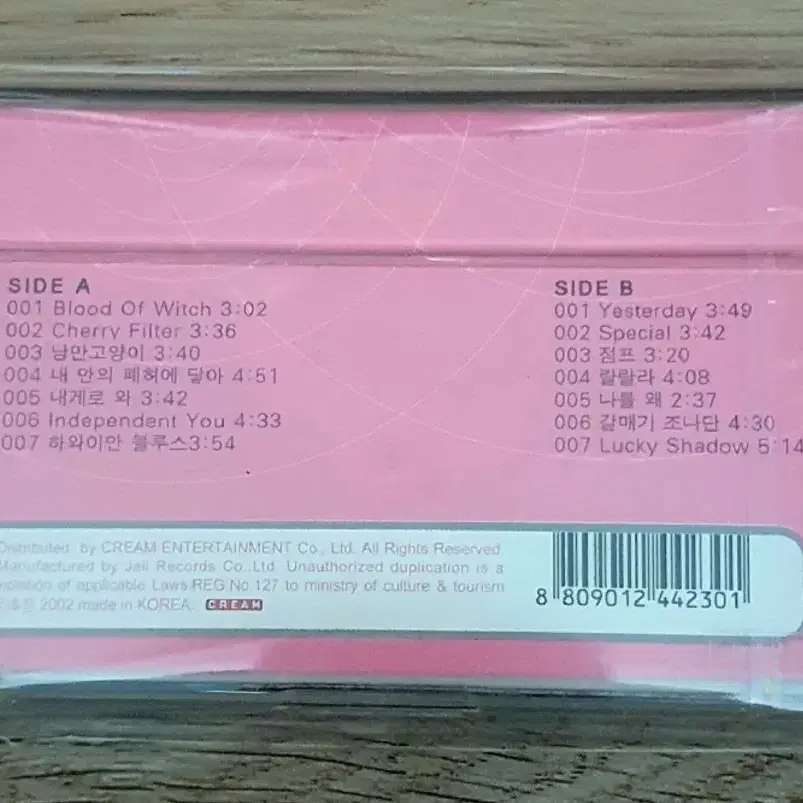 SIDE A
001 Blood Of Witch 3:02
002 Cherry Filter 3:36
003 낭만고양이 3:40
004 내 안의 폐허에 닿아 4:51
005 내게로 와 3:42
006 Independent You 4:33
007 하와이안 블루스3:54
SIDE B
001 Yesterday 3:49
002 Special 3:42
003 점프 3:20
004 랄랄라 4:08
005 나를 왜 2:37
006 갈매기 조나단 4:30
007 Lucky Shadow 5:14
Distributed by CREAM ENTERTAINMENT Co., Ltd. All Rights Reserved
Manufactured by Jeil Records Co.,Ltd. Unauthorized duplication is a
violation of applicable Laws.REG No 127 to ministry of culture & tourism
2002 made in KOREA. CREAM
8 809012 442301